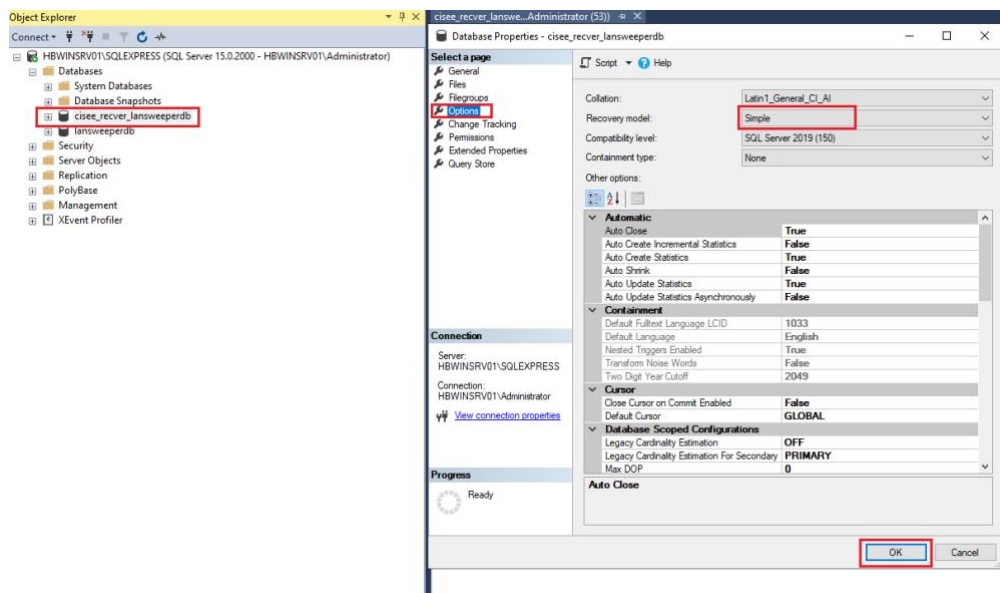 Object Explorer
Connect
HBWINSRV01\SQLEXPRESS (SQL Server 15.0.2000 - HBWINSRV01\Administrator)
Databases
System Databases
Database Snapshots
cisee_recver_lansweeperdb
lansweeperdb
Security
Server Objects
Replication
PolyBase
Management
XEvent Profiler
cisee_recver_lanswe...Administrator (53))
Database Properties - cisee_recver_lansweeperdb
Select a page
General
Files
Filegroups
Options
Change Tracking
Permissions
Extended Properties
Query Store
Connection
Server:
HBWINSRV01\SQLEXPRESS
Connection:
HBWINSRV01\Administrator
View connection properties
Progress
Ready
Script Help
Collation: Latin1_General_CI_AI
Recovery model: Simple
Compatibility level: SQL Server 2019 (150)
Containment type: None
Other options:
Automatic
Auto Close True
Auto Create Incremental Statistics False
Auto Create Statistics True
Auto Shrink False
Auto Update Statistics True
Auto Update Statistics Asynchronously False
Containment
Default Fulltext Language LCID 1033
Default Language English
Nested Triggers Enabled True
Transform Noise Words False
Two Digit Year Cutoff 2049
Cursor
Close Cursor on Commit Enabled False
Default Cursor GLOBAL
Database Scoped Configurations
Legacy Cardinality Estimation OFF
Legacy Cardinality Estimation For Secondary PRIMARY
Max DOP 0
Auto Close
OK Cancel